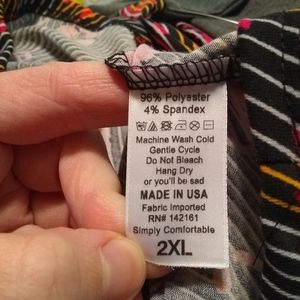 96% Polyester
4% Spandex
Machine Wash Cold
Gentle Cycle
Do Not Bleach
Hang Dry
or you'll be sad
MADE IN USA
Fabric Imported
RN# 142161
Simply Comfortable
2XL